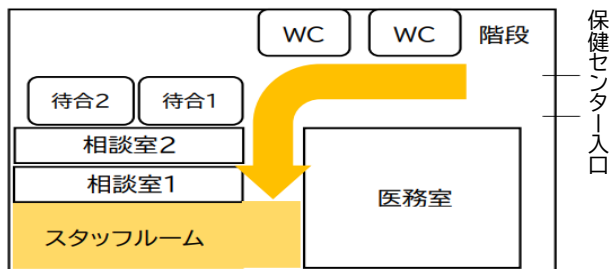 WC
WC
階段
保健センター入口
待合2
待合1
相談室2
相談室1
医務室
スタッフルーム